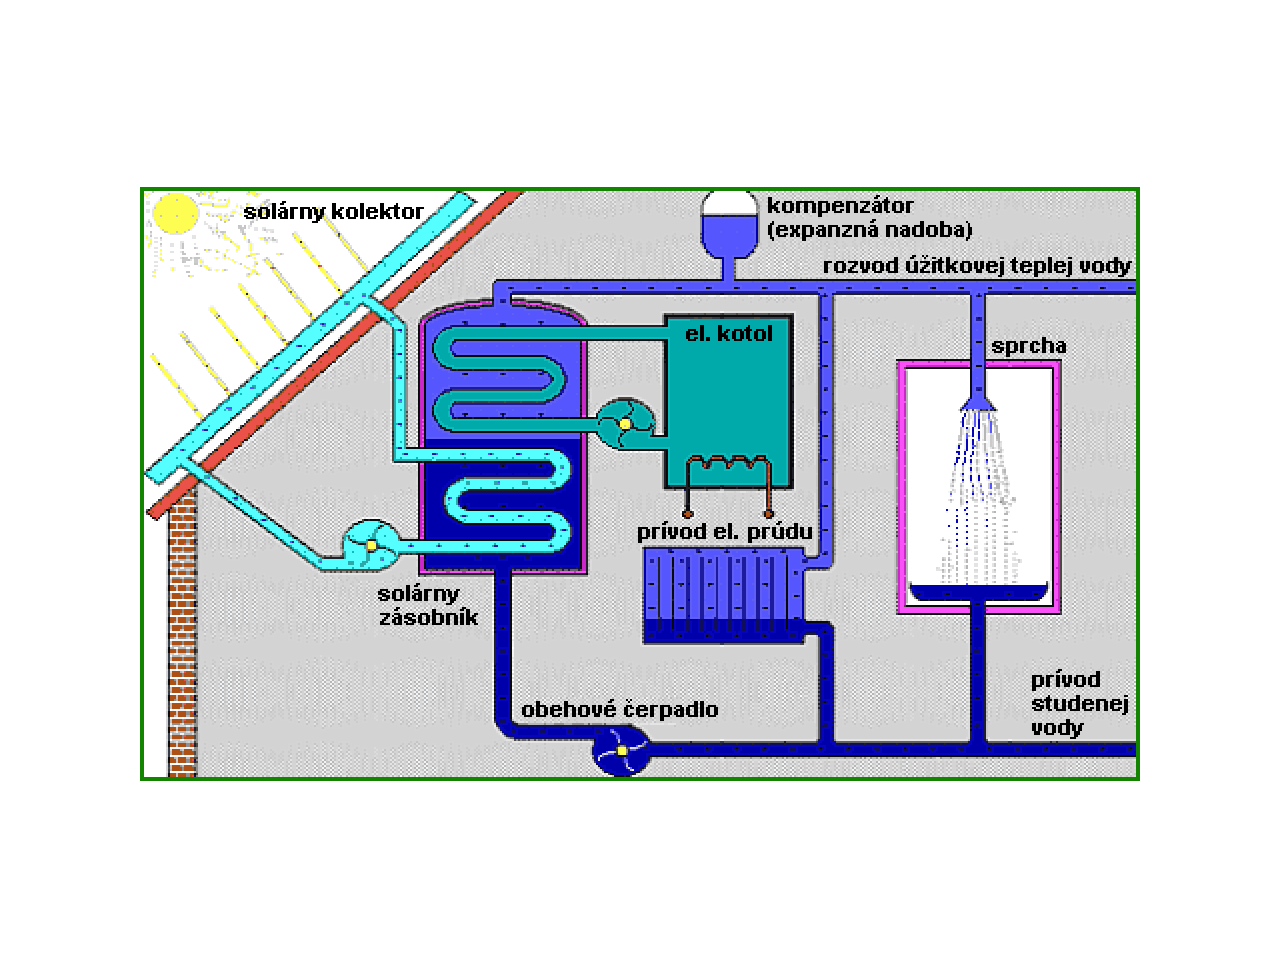 solárny kolektor
kompenzátor
(expanzná nadoba)
rozvod úžitkovej teplej vody
el. kotol
sprcha
prívod el. prúdu
solárny
zásobník
obehové čerpadlo
prívod
studenej
vody